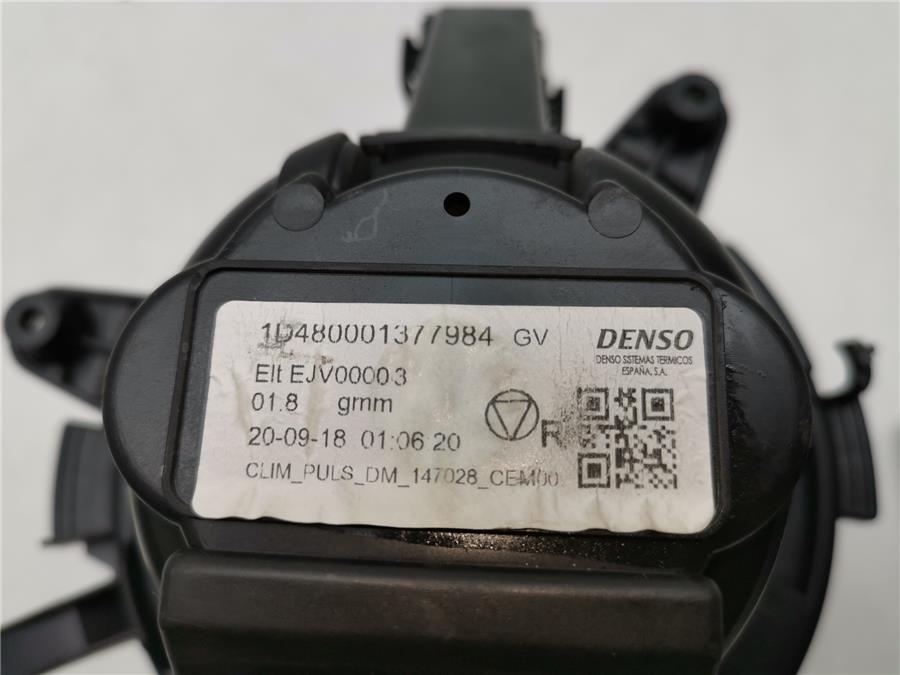 1D480001377984 GV
DENSO
DENSO SISTEMAS TERMICOS
ESPAÑA, S.A.
Elt EJV00003
01.8 gmm
R
20-09-18 01:06:20
CLIM_PULS_DM_147028_CEM00